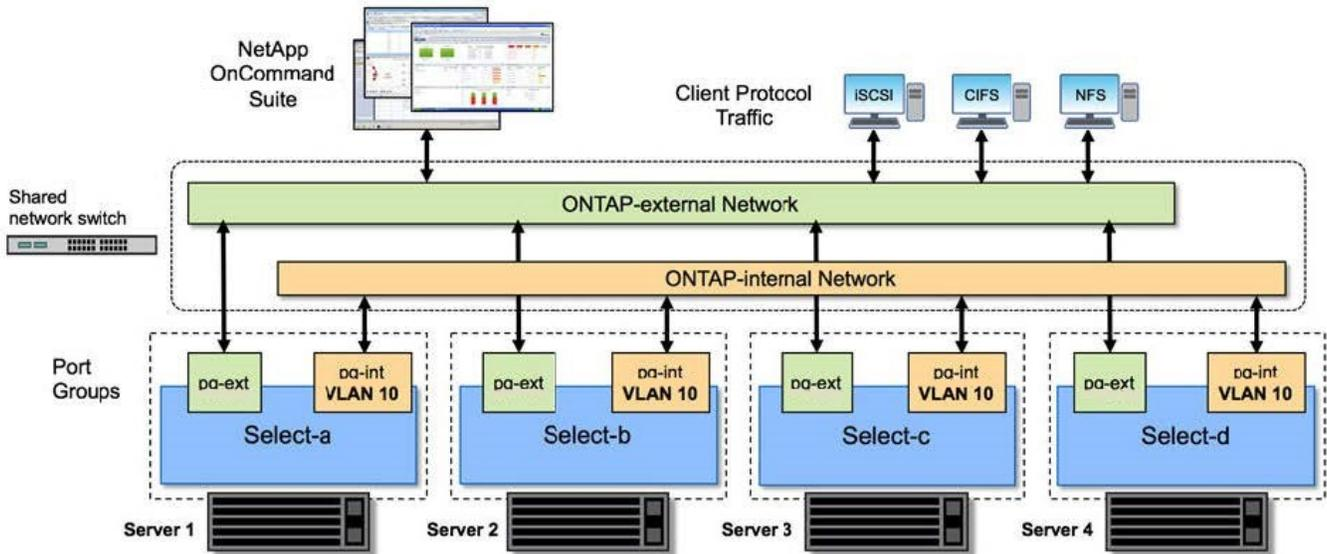 NetApp
OnCommand
Suite
Client Protocol
Traffic
iSCSI
CIFS
NFS
Shared
network switch
ONTAP-external Network
ONTAP-internal Network
Port
Groups
pg-ext
pg-int
VLAN 10
Select-a
pg-ext
pg-int
VLAN 10
Select-b
pg-ext
pg-int
VLAN 10
Select-c
pg-ext
pg-int
VLAN 10
Select-d
Server 1
Server 2
Server 3
Server 4